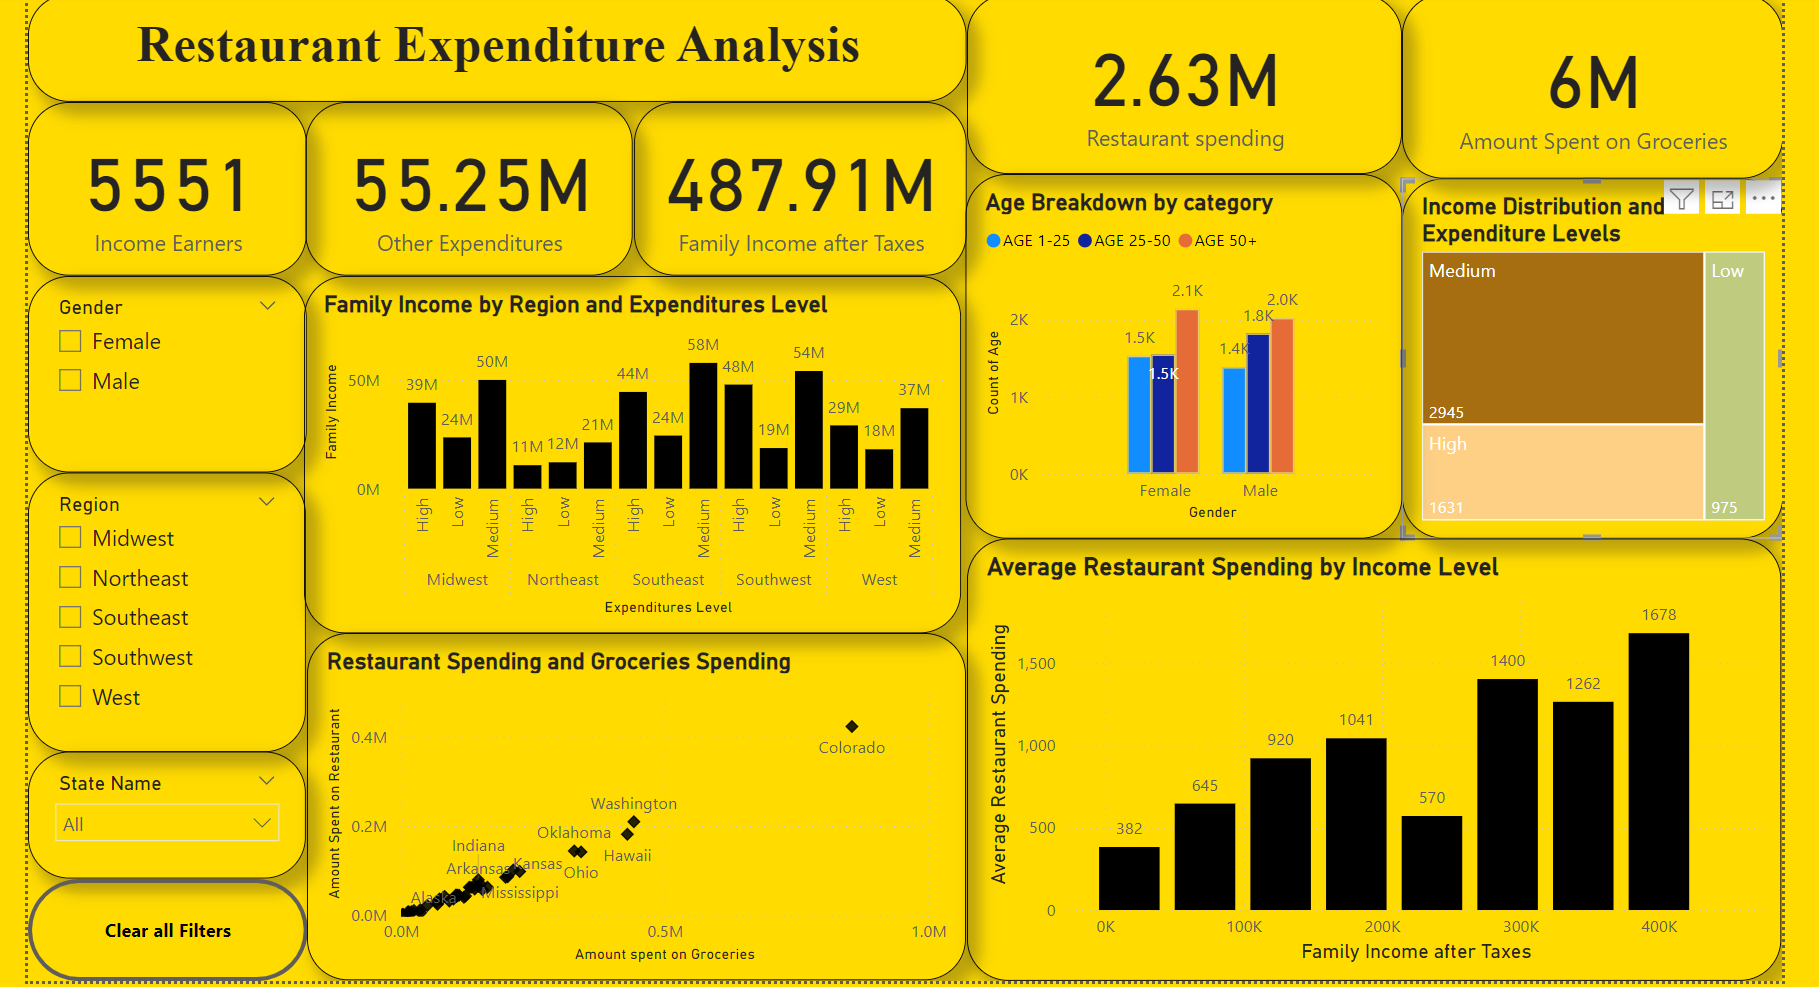 Restaurant Expenditure Analysis
2.63M
Restaurant spending
6M
Amount Spent on Groceries
5551
Income Earners
55.25M
Other Expenditures
487.91M
Family Income after Taxes
Gender
Female
Male
Region
Midwest
Northeast
Southeast
Southwest
West
State Name
All
Clear all Filters
Family Income by Region and Expenditures Level
Family Income
50M
0M
39M
24M
50M
11M
12M
21M
44M
24M
58M
48M
19M
54M
29M
18M
37M
High
Low
Medium
High
Low
Medium
High
Low
Medium
High
Low
Medium
High
Low
Medium
Midwest
Northeast
Southeast
Southwest
West
Expenditures Level
Age Breakdown by category
AGE 1-25 AGE 25-50 AGE 50+
Count of Age
2K
1K
0K
1.5K
1.5K
2.1K
1.4K
1.8K
2.0K
Female
Male
Gender
Income Distribution and
Expenditure Levels
Medium
2945
High
1631
Low
975
Restaurant Spending and Groceries Spending
Amount Spent on Restaurant
0.4M
0.2M
0.0M
Colorado
Washington
Oklahoma
Hawaii
Ohio
Indiana
Arkansas
Kansas
Mississippi
Alaska
0.0M
0.5M
1.0M
Amount spent on Groceries
Average Restaurant Spending by Income Level
Average Restaurant Spending
1,500
1,000
500
0
382
645
920
1041
570
1400
1262
1678
0K
100K
200K
300K
400K
Family Income after Taxes